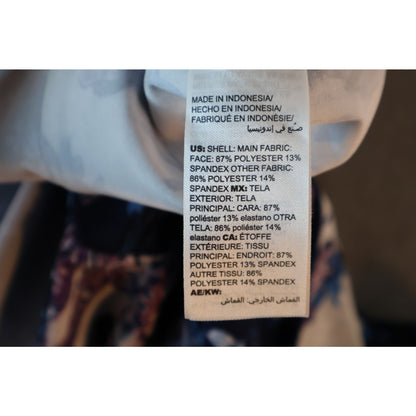 MADE IN INDONESIA/
HECHO EN INDONESIA/
FABRIQUÉ EN INDONÉSIE/
صنع في إندونيسيا
US: SHELL: MAIN FABRIC:
FACE: 87% POLYESTER 13%
SPANDEX OTHER FABRIC:
86% POLYESTER 14%
SPANDEX MX: TELA
EXTERIOR: TELA
PRINCIPAL: CARA: 87%
poliéster 13% elastano OTRA
TELA: 86% poliéster 14%
elastano CA: ÉTOFFE
EXTÉRIEURE: TISSU
PRINCIPAL: ENDROIT: 87%
POLYESTER 13% SPANDEX
AUTRE TISSU: 86%
POLYESTER 14% SPANDEX
AE/KW:
القماش الخارجي: القماش